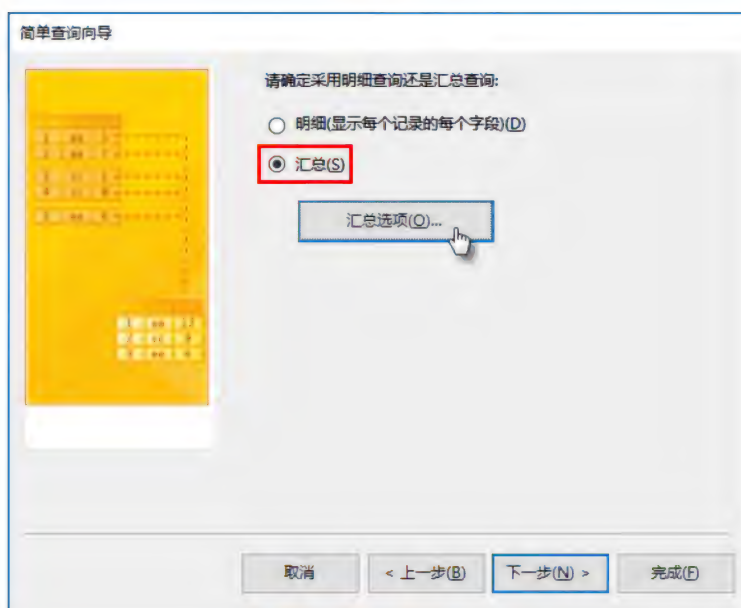 简单查询向导
请确定采用明细查询还是汇总查询:
明细(显示每个记录的每个字段)(D)
汇总(S)
汇总选项(O)...
取消
< 上一步(B)
下一步(N) >
完成(F)